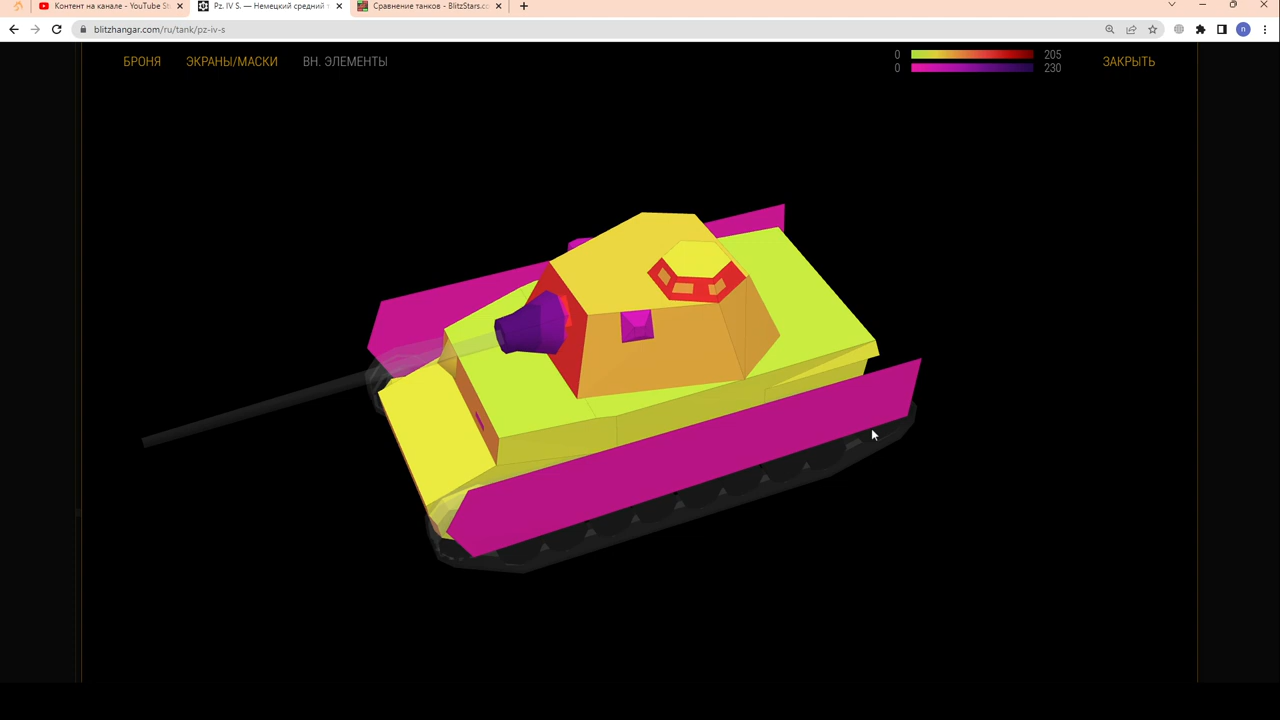 Контент на канале - YouTube St
Pz. IV S. — Немецкий средний т
Сравнение танков - BlitzStars.co
blitzhangar.com/ru/tank/pz-iv-s
n
БРОНЯ ЭКРАНЫ/МАСКИ ВН. ЭЛЕМЕНТЫ
0 205
0 230
ЗАКРЫТЬ